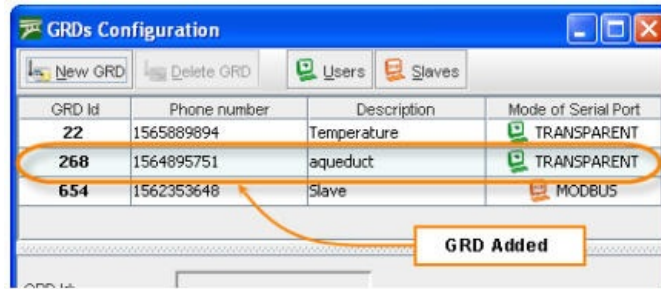 GRDs Configuration
New GRD Delete GRD Users Slaves
GRD Id Phone number Description Mode of Serial Port
22 1565889894 Temperature TRANSPARENT
268 1564895751 aqueduct TRANSPARENT
654 1562353648 Slave MODBUS
GRD Added